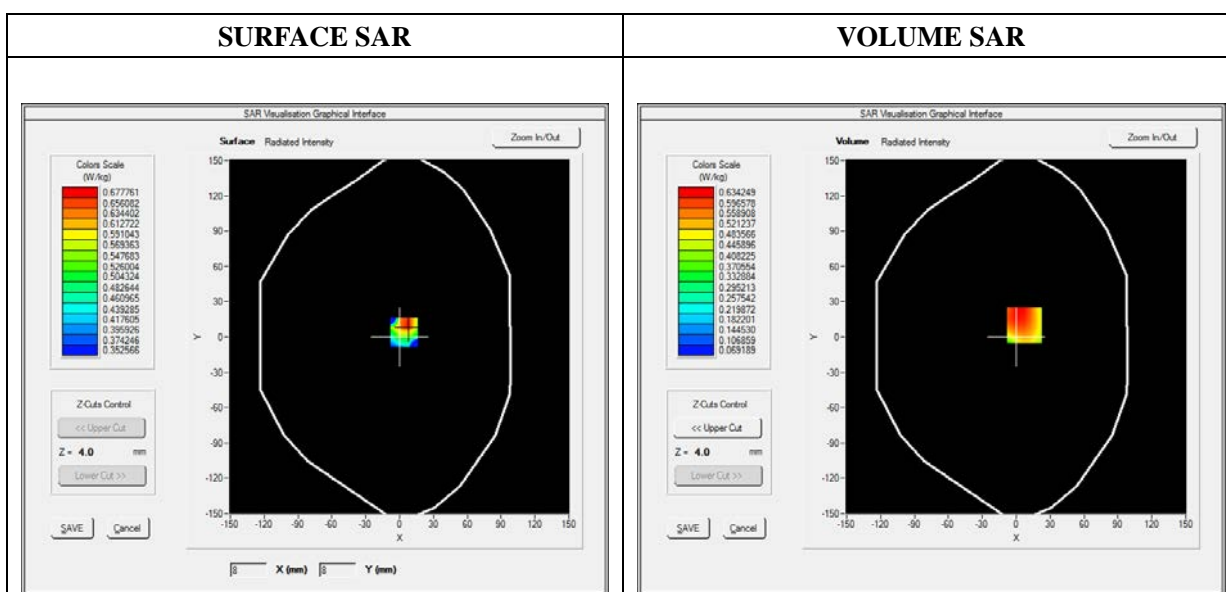 SURFACE SAR
VOLUME SAR
SAR Visualisation Graphical Interface
Surface Radiated Intensity
Zoom In/Out
Colors Scale
(W/kg)
0.677761
0.656082
0.634402
0.612722
0.591043
0.569363
0.547683
0.526004
0.504324
0.482644
0.460965
0.439285
0.417605
0.395926
0.374246
0.352566
150
120
90
60
30
0
-30
-60
-90
-120
-150
Y
-150 -120 -90 -60 -30 0 30 60 90 120 150
X
Z-Cuts Control
<< Upper Cut
Z = 4.0 mm
Lower Cut >>
SAVE Cancel
8 X (mm) 8 Y (mm)
SAR Visualisation Graphical Interface
Volume Radiated Intensity
Zoom In/Out
Colors Scale
(W/kg)
0.634249
0.596578
0.558908
0.521237
0.483566
0.445896
0.408225
0.370554
0.332884
0.295213
0.257542
0.219872
0.182201
0.144530
0.106859
0.069189
150
120
90
60
30
0
-30
-60
-90
-120
-150
Y
-150 -120 -90 -60 -30 0 30 60 90 120 150
X
Z-Cuts Control
<< Upper Cut
Z = 4.0 mm
Lower Cut >>
SAVE Cancel